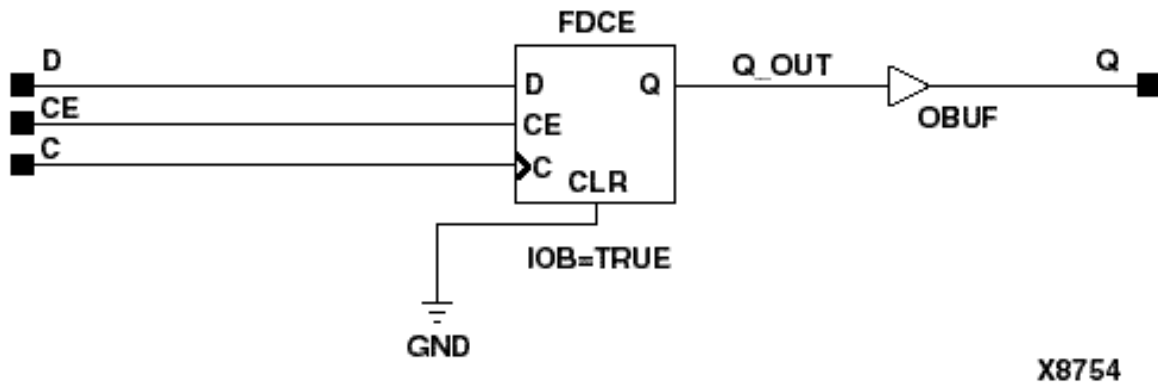 FDCE
D
Q_OUT
Q
D
Q
CE
CE
OBUF
C
C
CLR
IOB=TRUE
GND
X8754